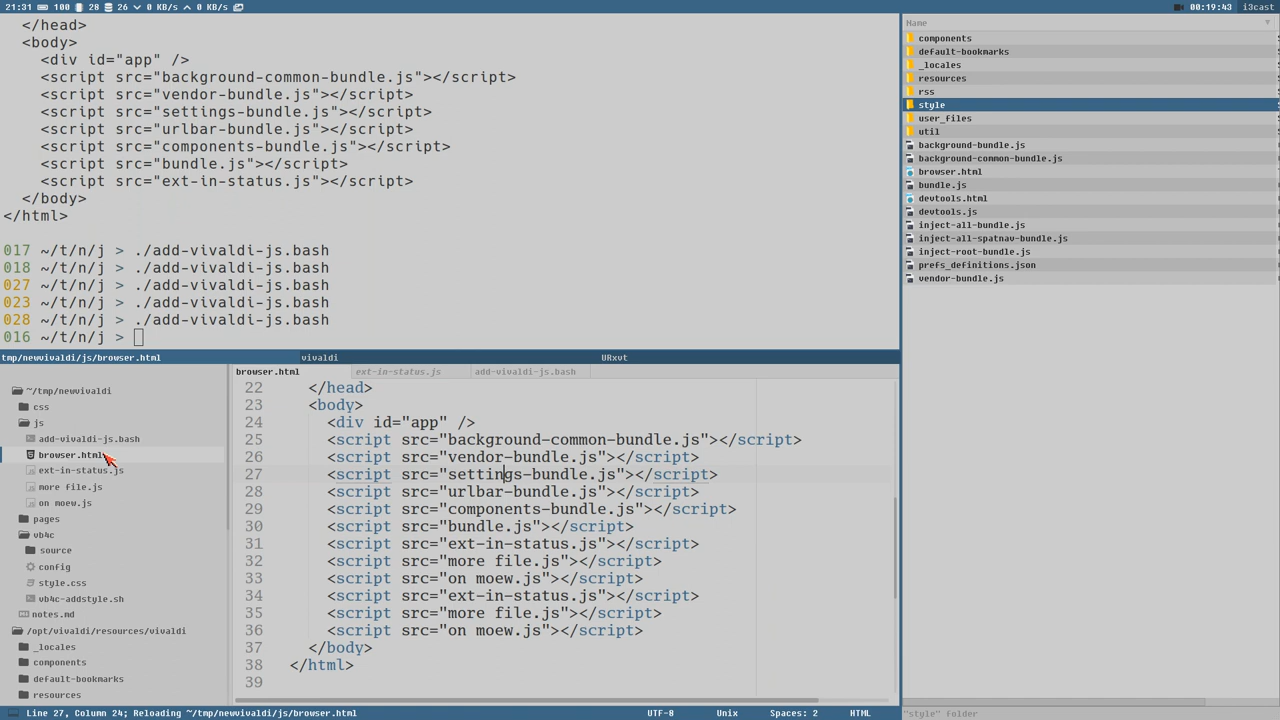 21:31 100 28 26 0 KB/s 0 KB/s
00:19:43 i3cast
</head>
<body>
<div id="app" />
<script src="background-common-bundle.js"></script>
<script src="vendor-bundle.js"></script>
<script src="settings-bundle.js"></script>
<script src="urlbar-bundle.js"></script>
<script src="components-bundle.js"></script>
<script src="bundle.js"></script>
<script src="ext-in-status.js"></script>
</body>
</html>
017 ~/t/n/j > ./add-vivaldi-js.bash
018 ~/t/n/j > ./add-vivaldi-js.bash
027 ~/t/n/j > ./add-vivaldi-js.bash
023 ~/t/n/j > ./add-vivaldi-js.bash
028 ~/t/n/j > ./add-vivaldi-js.bash
016 ~/t/n/j >
tmp/newvivaldi/js/browser.html vivaldi URxvt
~/tmp/newvivaldi
css
js
add-vivaldi-js.bash
browser.html
ext-in-status.js
more file.js
on moew.js
pages
vb4c
source
config
style.css
vb4c-addstyle.sh
notes.md
/opt/vivaldi/resources/vivaldi
_locales
components
default-bookmarks
resources
browser.html ext-in-status.js add-vivaldi-js.bash
22 </head>
23 <body>
24 <div id="app" />
25 <script src="background-common-bundle.js"></script>
26 <script src="vendor-bundle.js"></script>
27 <script src="settings-bundle.js"></script>
28 <script src="urlbar-bundle.js"></script>
29 <script src="components-bundle.js"></script>
30 <script src="bundle.js"></script>
31 <script src="ext-in-status.js"></script>
32 <script src="more file.js"></script>
33 <script src="on moew.js"></script>
34 <script src="ext-in-status.js"></script>
35 <script src="more file.js"></script>
36 <script src="on moew.js"></script>
37 </body>
38 </html>
39
Line 27, Column 24; Reloading ~/tmp/newvivaldi/js/browser.html UTF-8 Unix Spaces: 2 HTML
Name
components
default-bookmarks
_locales
resources
rss
style
user_files
util
background-bundle.js
background-common-bundle.js
browser.html
bundle.js
devtools.html
devtools.js
inject-all-bundle.js
inject-all-spatnav-bundle.js
inject-root-bundle.js
prefs_definitions.json
vendor-bundle.js
"style" folder